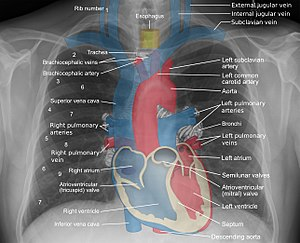 Rib number 1
Esophagus
External jugular vein
Internal jugular vein
Subclavian vein
Trachea
2
Brachiocephalic veins
Brachiocephalic artery
3
Superior vena cava
4
Right pulmonary
arteries
5
Right pulmonary
vein
6
Right atrium
Atrioventricular
(tricuspid) valve
7
Right ventricle
Inferior vena cava
6
7
8
9
Left subclavian
artery
Left common
carotid artery
Aorta
Left pulmonary
arteries
Bronchi
Left pulmonary
veins
Left atrium
Semilunar valves
Atrioventricular
(mitral) valve
Left ventricle
Septum
Descending aorta